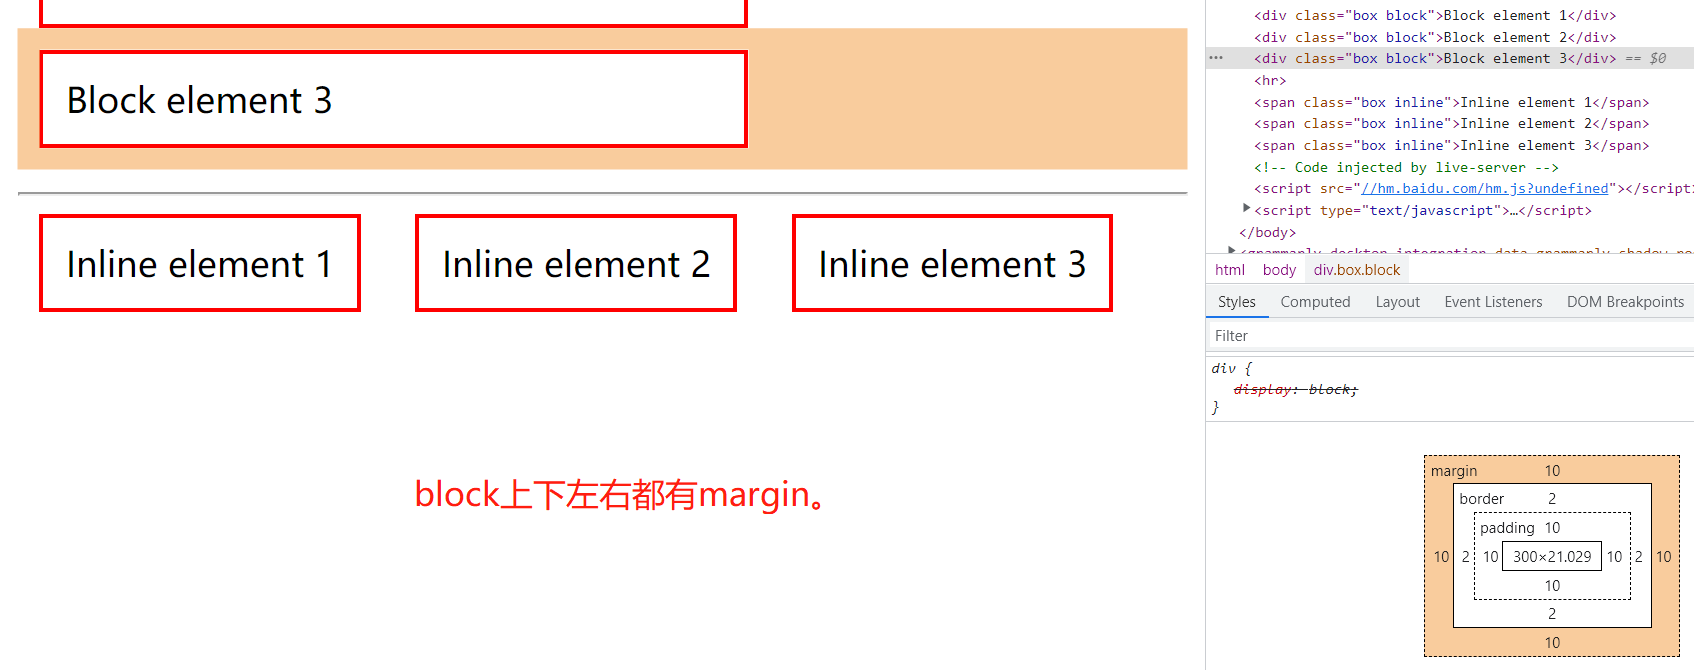 Block element 3
Inline element 1
Inline element 2
Inline element 3
block上下左右都有margin。
<div class="box block">Block element 1</div>
<div class="box block">Block element 2</div>
••• <div class="box block">Block element 3</div> == $0
<hr>
<span class="box inline">Inline element 1</span>
<span class="box inline">Inline element 2</span>
<span class="box inline">Inline element 3</span>
<!-- Code injected by live-server -->
<script src="//hm.baidu.com/hm.js?undefined"></script
<script type="text/javascript">…</script>
</body>
<grammarly-desktop-integration data-grammarly-shadow-ro
html body div.box.block
Styles Computed Layout Event Listeners DOM Breakpoints
Filter
div {
display: block;
}
margin 10
border 2
padding 10
10 2 10 300×21.029 10 2 10
10
2
10